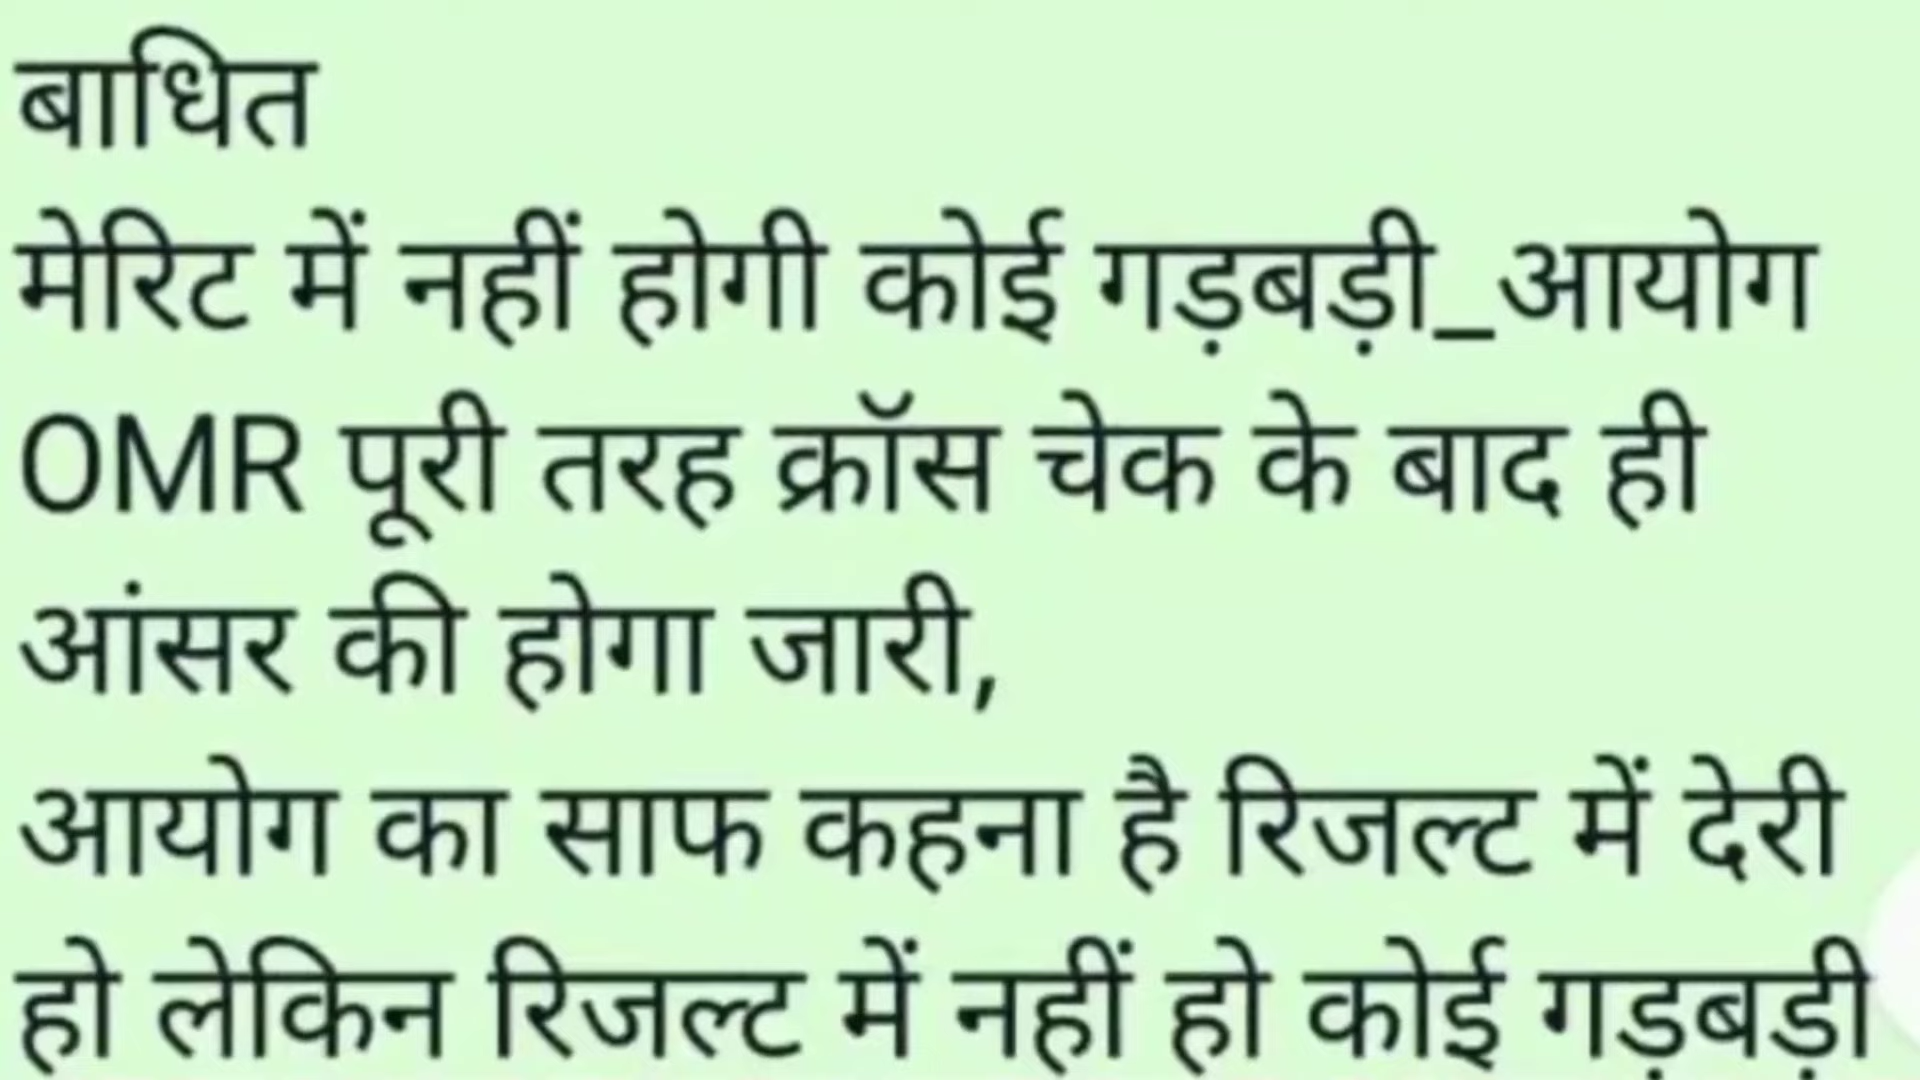 बाधित
मेरिट में नहीं होगी कोई गड़बड़ी_आयोग
OMR पूरी तरह क्रॉस चेक के बाद ही
आंसर की होगा जारी,
आयोग का साफ कहना है रिजल्ट में देरी
हो लेकिन रिजल्ट में नहीं हो कोई गड़बड़ी